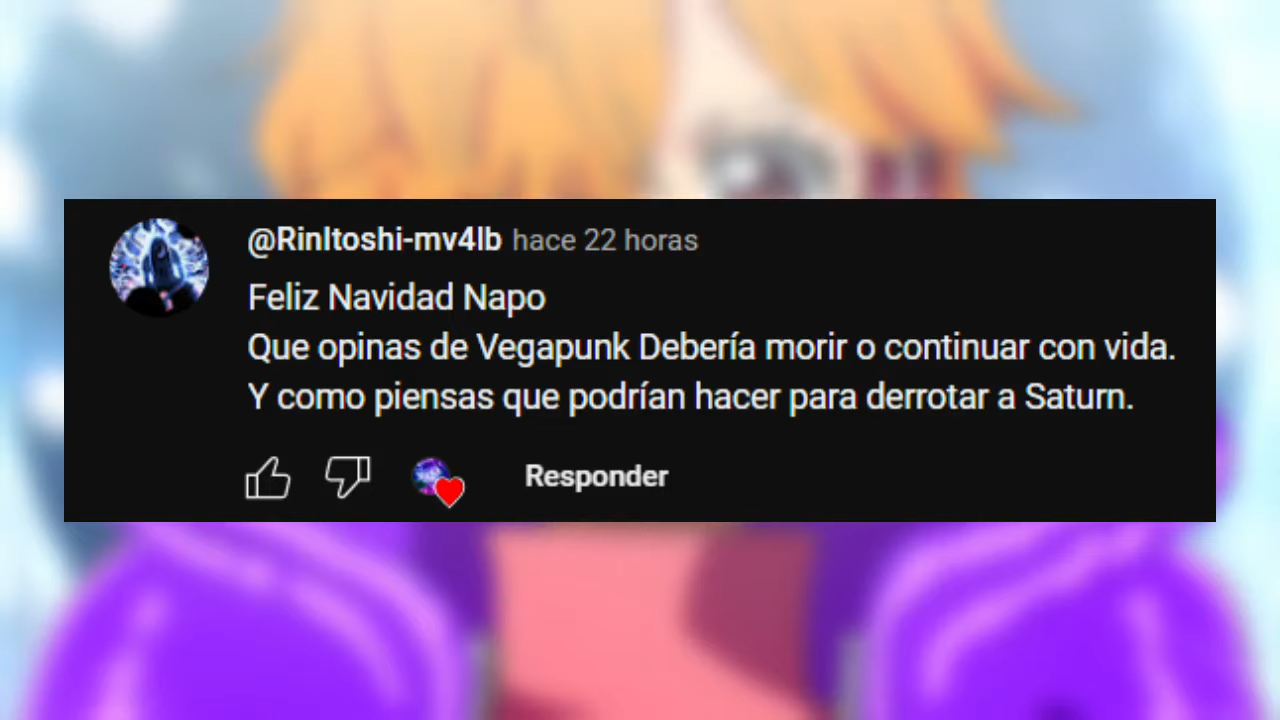 @RinItoshi-mv4lb hace 22 horas
Feliz Navidad Napo
Que opinas de Vegapunk Debería morir o continuar con vida.
Y como piensas que podrían hacer para derrotar a Saturn.
Responder